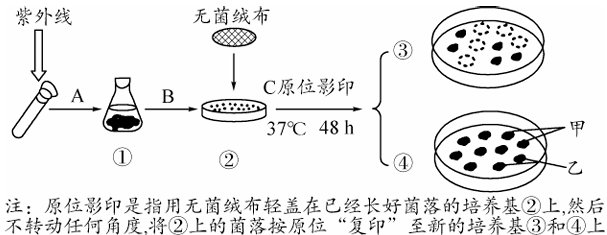 紫外线
无菌绒布
A
B
C原位影印
37℃ 48 h
①
②
③
④
甲
乙
注：原位影印是指用无菌绒布轻盖在已经长好菌落的培养基②上,然后
不转动任何角度,将②上的菌落按原位“复印”至新的培养基③和④上